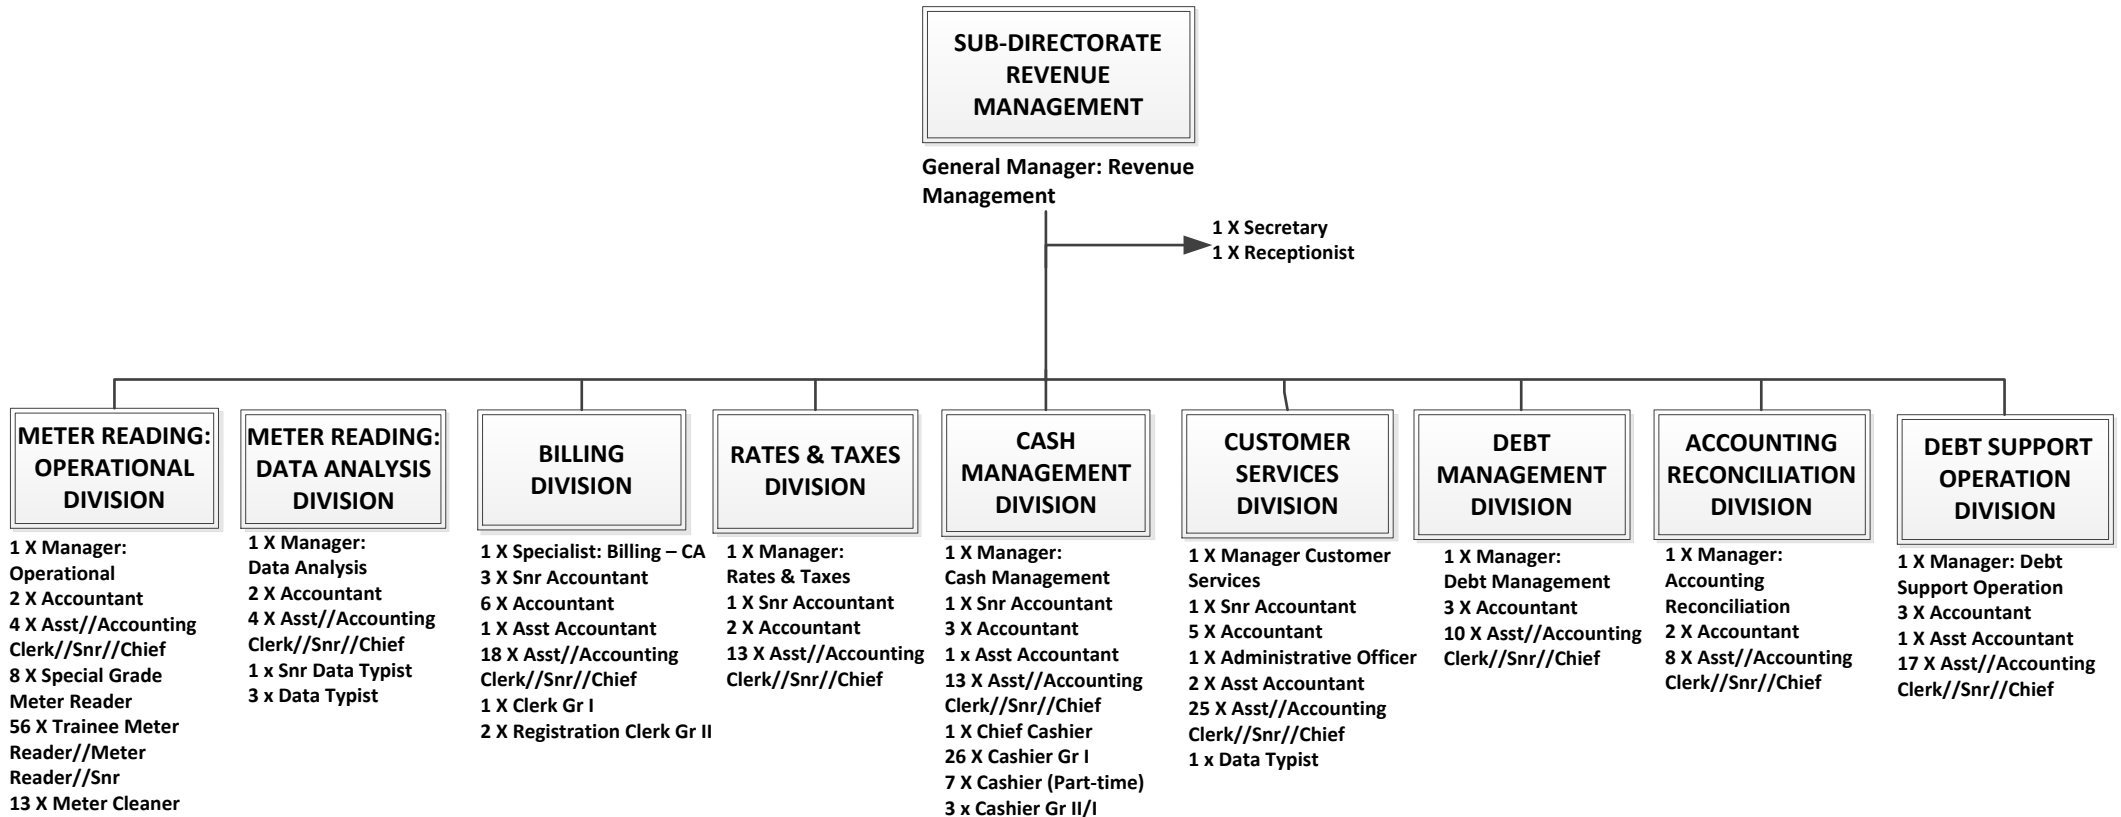 SUB-DIRECTORATE
REVENUE
MANAGEMENT
General Manager: Revenue
Management
1 X Secretary
1 X Receptionist
METER READING:
OPERATIONAL
DIVISION
1 X Manager:
Operational
2 X Accountant
4 X Asst//Accounting
Clerk//Snr//Chief
8 X Special Grade
Meter Reader
56 X Trainee Meter
Reader//Meter
Reader//Snr
13 X Meter Cleaner
METER READING:
DATA ANALYSIS
DIVISION
1 X Manager:
Data Analysis
2 X Accountant
4 X Asst//Accounting
Clerk//Snr//Chief
1 x Snr Data Typist
3 x Data Typist
BILLING
DIVISION
1 X Specialist: Billing – CA
3 X Snr Accountant
6 X Accountant
1 X Asst Accountant
18 X Asst//Accounting
Clerk//Snr//Chief
1 X Clerk Gr I
2 X Registration Clerk Gr II
RATES & TAXES
DIVISION
1 X Manager:
Rates & Taxes
1 X Snr Accountant
2 X Accountant
13 X Asst//Accounting
Clerk//Snr//Chief
CASH
MANAGEMENT
DIVISION
1 X Manager:
Cash Management
1 X Snr Accountant
3 X Accountant
1 x Asst Accountant
13 X Asst//Accounting
Clerk//Snr//Chief
1 X Chief Cashier
26 X Cashier Gr I
7 X Cashier (Part-time)
3 x Cashier Gr II/I
CUSTOMER
SERVICES
DIVISION
1 X Manager Customer
Services
1 X Snr Accountant
5 X Accountant
1 X Administrative Officer
2 X Asst Accountant
25 X Asst//Accounting
Clerk//Snr//Chief
1 x Data Typist
DEBT
MANAGEMENT
DIVISION
1 X Manager:
Debt Management
3 X Accountant
10 X Asst//Accounting
Clerk//Snr//Chief
ACCOUNTING
RECONCILIATION
DIVISION
1 X Manager:
Accounting
Reconciliation
2 X Accountant
8 X Asst//Accounting
Clerk//Snr//Chief
DEBT SUPPORT
OPERATION
DIVISION
1 X Manager: Debt
Support Operation
3 X Accountant
1 X Asst Accountant
17 X Asst//Accounting
Clerk//Snr//Chief